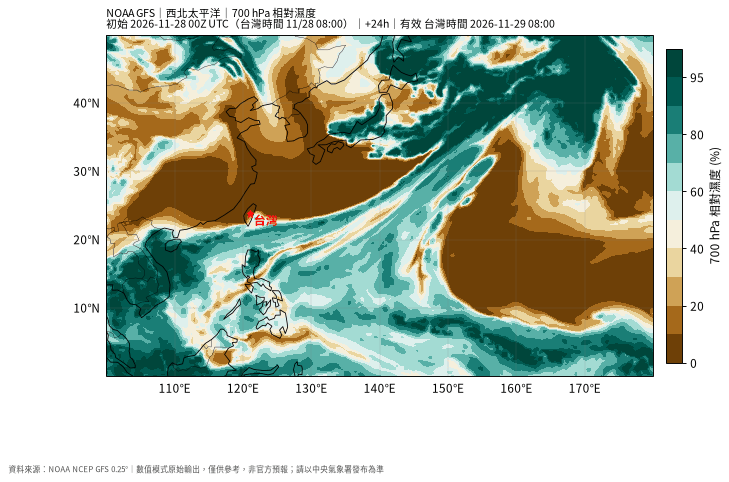 NOAA GFS｜西北太平洋｜700 hPa 相對濕度
初始 2026-11-28 00Z UTC（台灣時間 11/28 08:00）｜+24h｜有效 台灣時間 2026-11-29 08:00
40°N
30°N
20°N
10°N
台灣
110°E 120°E 130°E 140°E 150°E 160°E 170°E
95
80
60
40
20
0
700 hPa 相對濕度 (%)
資料來源：NOAA NCEP GFS 0.25°｜數值模式原始輸出，僅供參考，非官方預報；請以中央氣象署發布為準